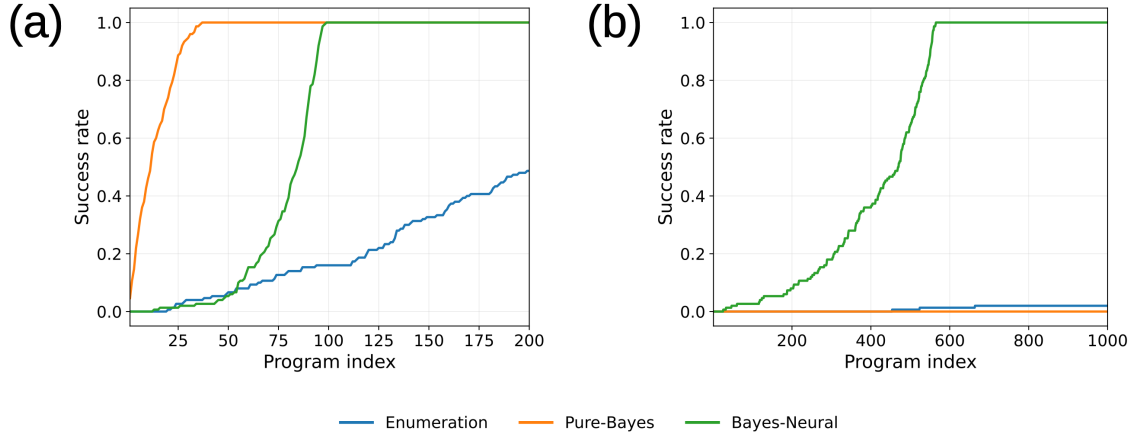 (a)
(b)
1.0
0.8
0.6
0.4
0.2
0.0
Success rate
25 50 75 100 125 150 175 200
Program index
1.0
0.8
0.6
0.4
0.2
0.0
Success rate
200 400 600 800 1000
Program index
Enumeration Pure-Bayes Bayes-Neural